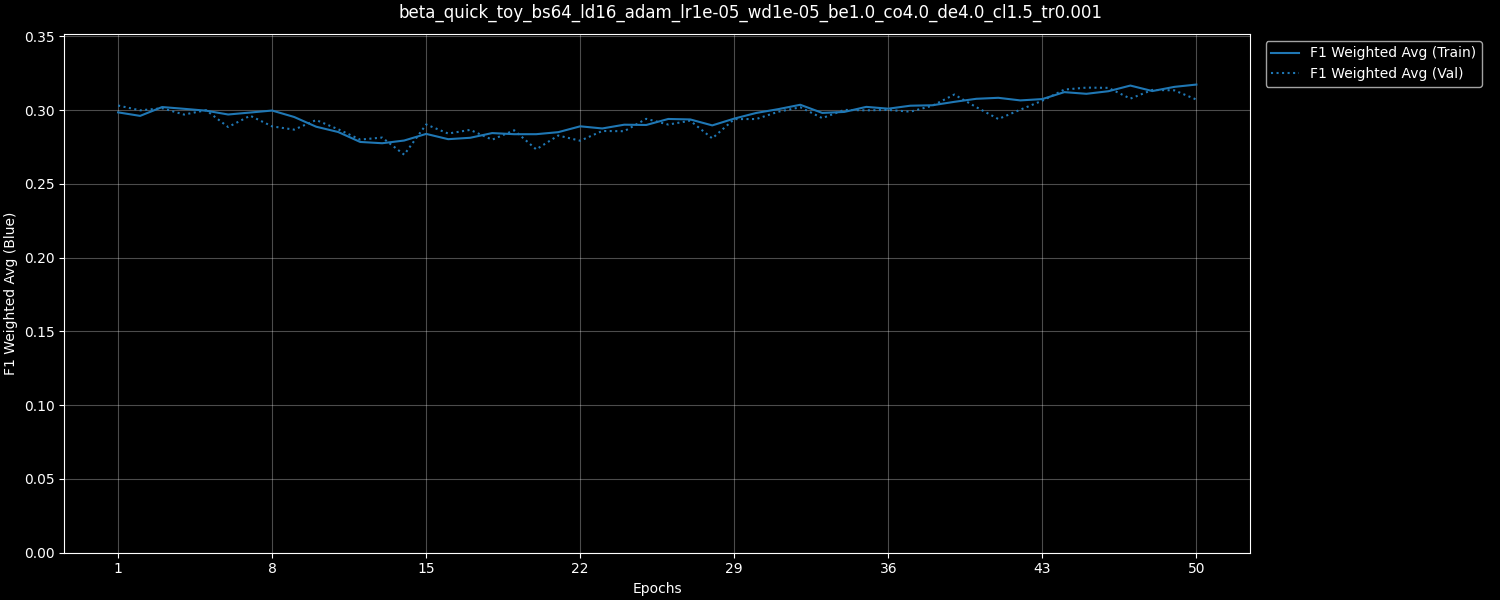 beta_quick_toy_bs64_ld16_adam_lr1e-05_wd1e-05_be1.0_co4.0_de4.0_cl1.5_tr0.001
F1 Weighted Avg (Train)
F1 Weighted Avg (Val)
F1 Weighted Avg (Blue)
0.35
0.30
0.25
0.20
0.15
0.10
0.05
0.00
1 8 15 22 29 36 43 50
Epochs